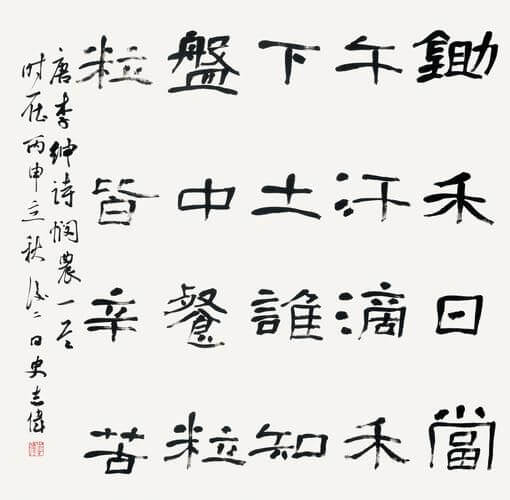 鋤禾日當
午汗滴禾
下土誰知
盤中餐粒
粒皆辛苦
唐李紳詩悯農一首
时在丙申立秋後二日史志偉